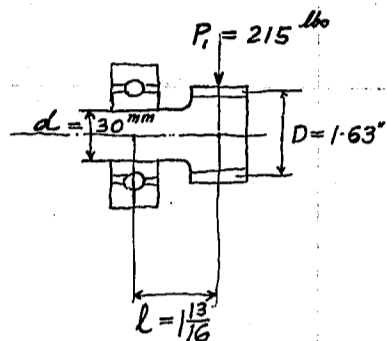 P₁ = 215 lbs
d = 30 mm
D = 1.63"
l = 1 13/16